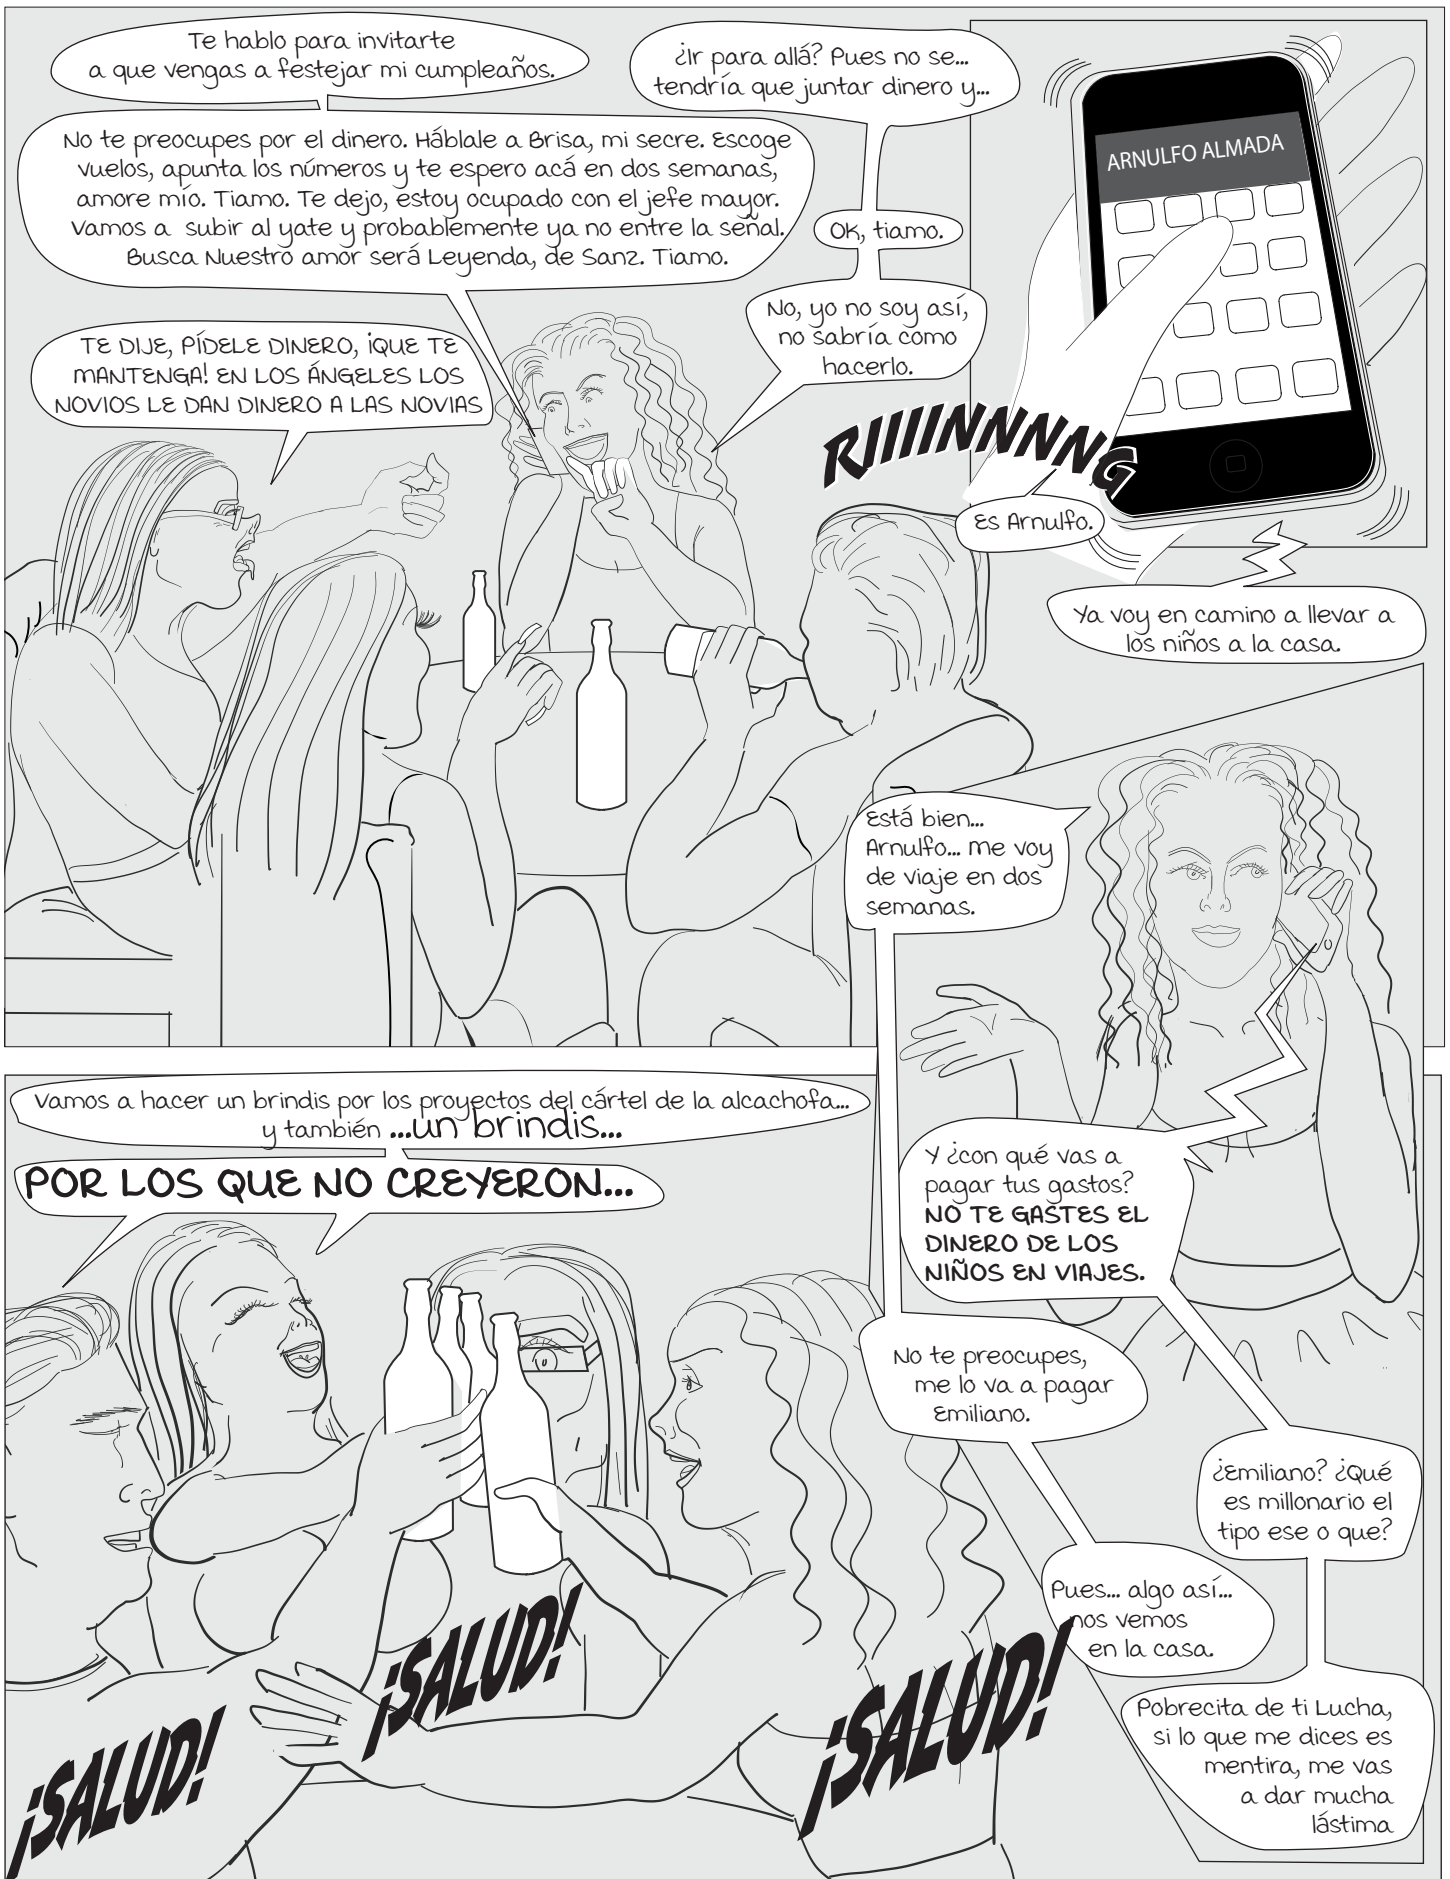 Te hablo para invitarte
a que vengas a festejar mi cumpleaños.
No te preocupes por el dinero. Háblale a Brisa, mi secre. Escoge
vuelos, apunta los números y te espero acá en dos semanas,
amore mío. Tiamo. Te dejo, estoy ocupado con el jefe mayor.
Vamos a subir al yate y probablemente ya no entre la señal.
Busca Nuestro amor será Leyenda, de Sanz. Tiamo.
¿Ir para allá? Pues no se...
tendría que juntar dinero y...
Ok, tiamo.
TE DIJE, PÍDELE DINERO, ¡QUE TE
MANTENGA! EN LOS ÁNGELES LOS
NOVIOS LE DAN DINERO A LAS NOVIAS
No, yo no soy así,
no sabría como
hacerlo.
ARNULFO ALMADA
RIIIINNNNG
Es Arnulfo.
Ya voy en camino a llevar a
los niños a la casa.
Está bien...
Arnulfo... me voy
de viaje en dos
semanas.
Y ¿con qué vas a
pagar tus gastos?
NO TE GASTES EL
DINERO DE LOS
NIÑOS EN VIAJES.
No te preocupes,
me lo va a pagar
Emiliano.
¿Emiliano? ¿Qué
es millonario el
tipo ese o que?
Pues... algo así...
nos vemos
en la casa.
Pobrecita de ti Lucha,
si lo que me dices es
mentira, me vas
a dar mucha
lástima
Vamos a hacer un brindis por los proyectos del cártel de la alcachofa...
y también ...un brindis...
POR LOS QUE NO CREYERON...
¡SALUD!
¡SALUD!
¡SALUD!